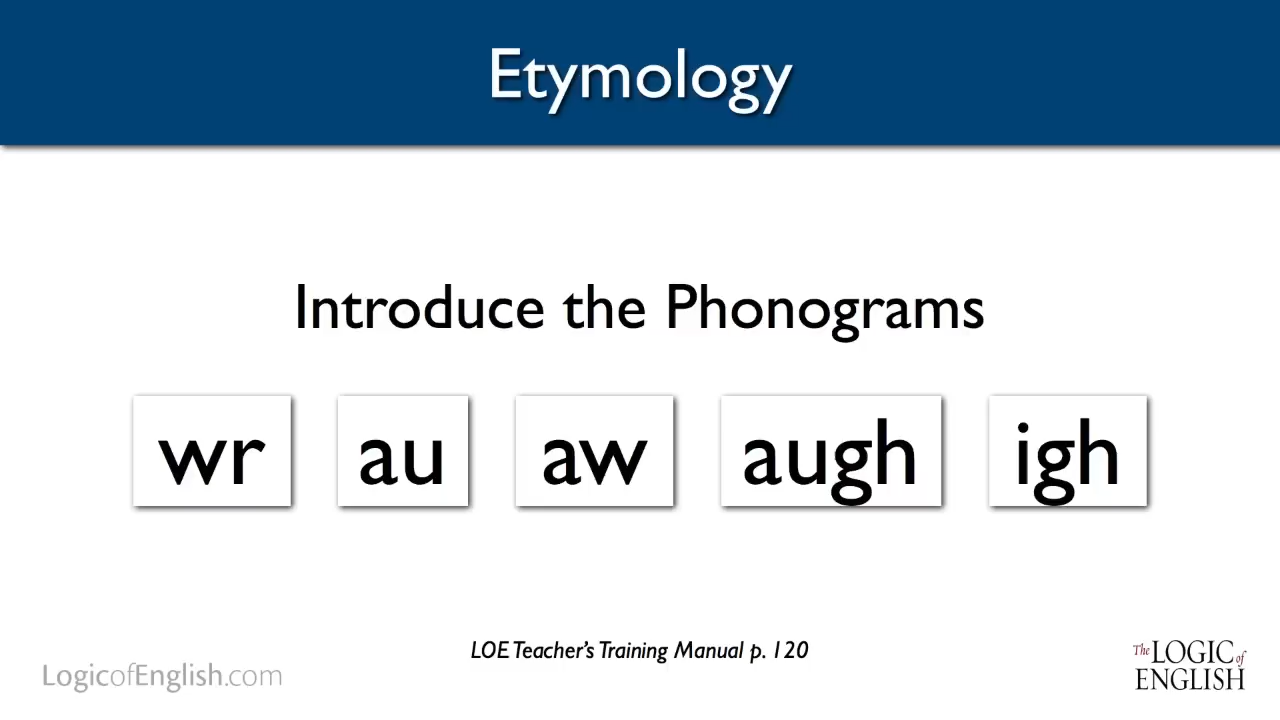 Etymology
Introduce the Phonograms
wr au aw augh igh
LOE Teacher's Training Manual p. 120
LogicofEnglish.com
The LOGIC of
ENGLISH